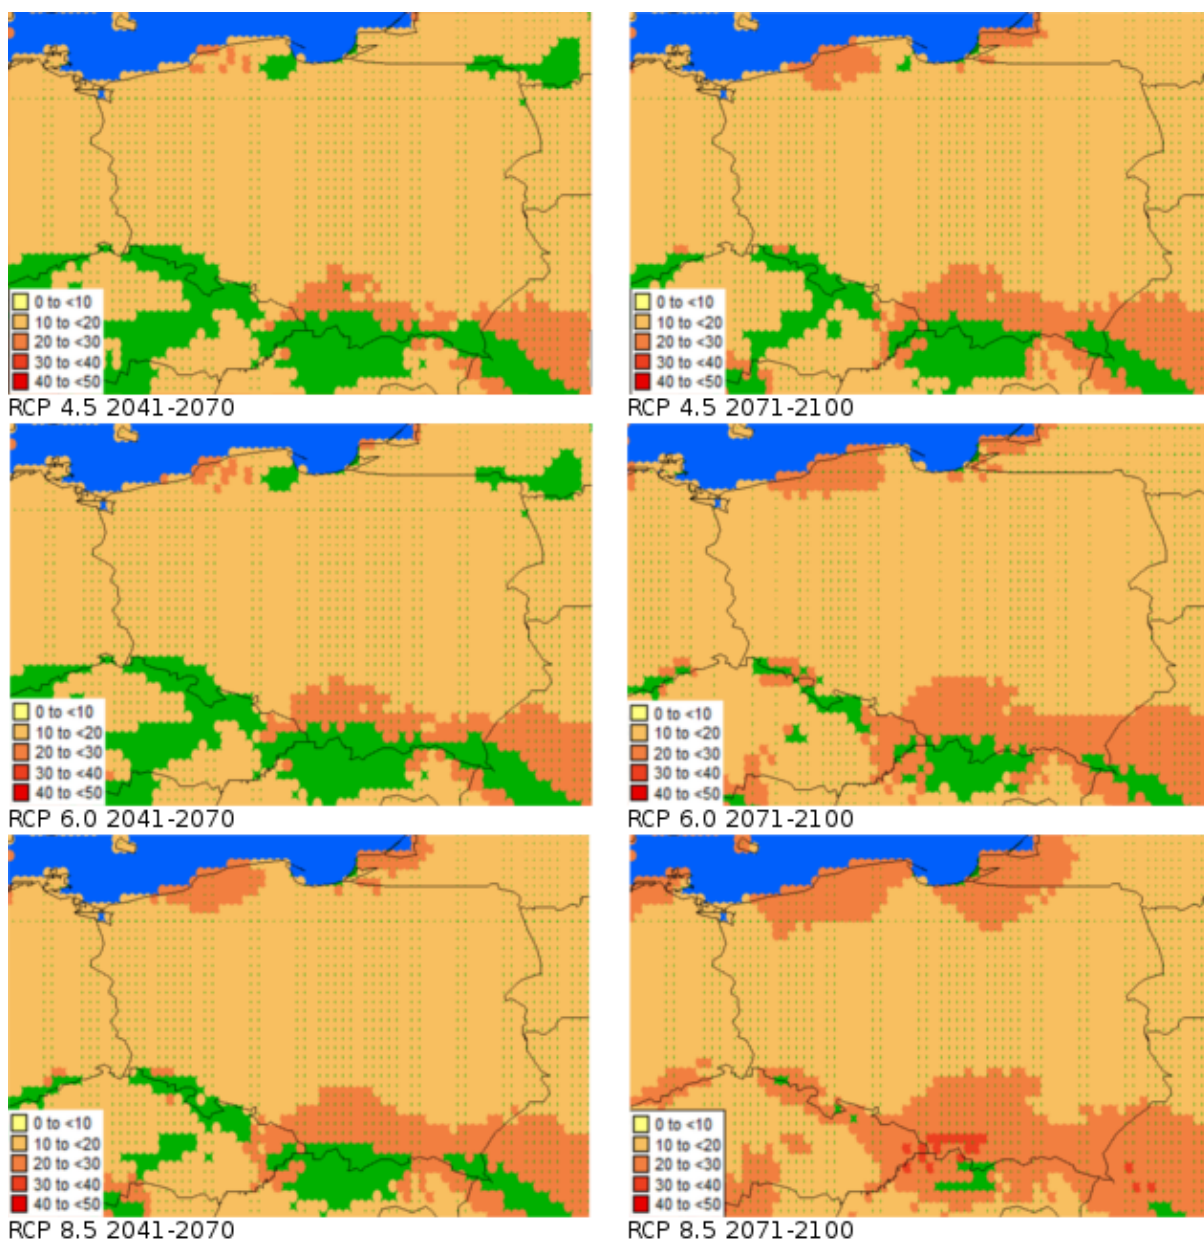 0 to <10
10 to <20
20 to <30
30 to <40
40 to <50
RCP 4.5 2041-2070
0 to <10
10 to <20
20 to <30
30 to <40
40 to <50
RCP 4.5 2071-2100
0 to <10
10 to <20
20 to <30
30 to <40
40 to <50
RCP 6.0 2041-2070
0 to <10
10 to <20
20 to <30
30 to <40
40 to <50
RCP 6.0 2071-2100
0 to <10
10 to <20
20 to <30
30 to <40
40 to <50
RCP 8.5 2041-2070
0 to <10
10 to <20
20 to <30
30 to <40
40 to <50
RCP 8.5 2071-2100